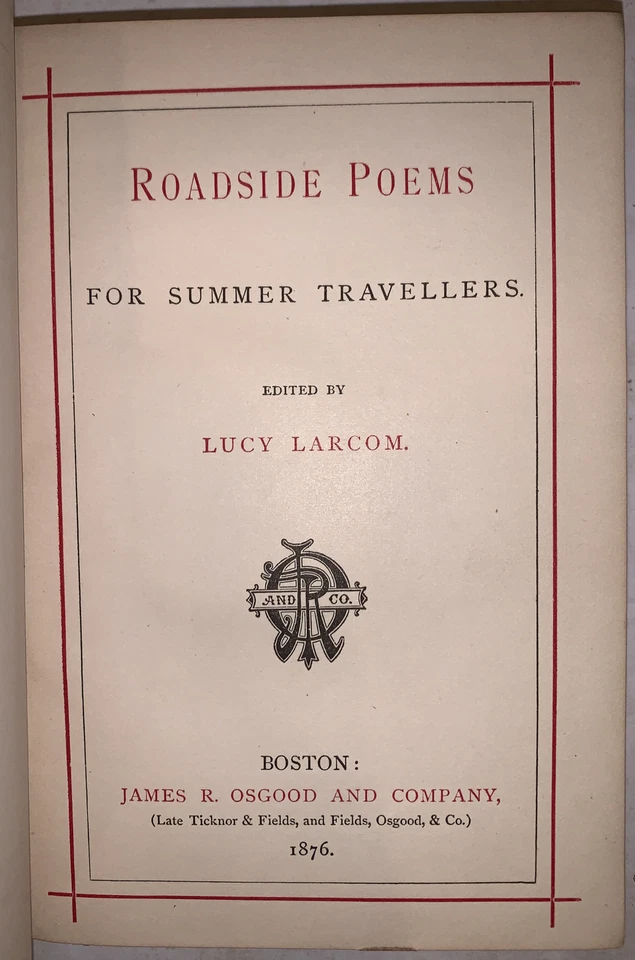 ROADSIDE POEMS
FOR SUMMER TRAVELLERS.
EDITED BY
LUCY LARCOM.
JRO
AND CO.
BOSTON:
JAMES R. OSGOOD AND COMPANY,
(Late Ticknor & Fields, and Fields, Osgood, & Co.)
1876.